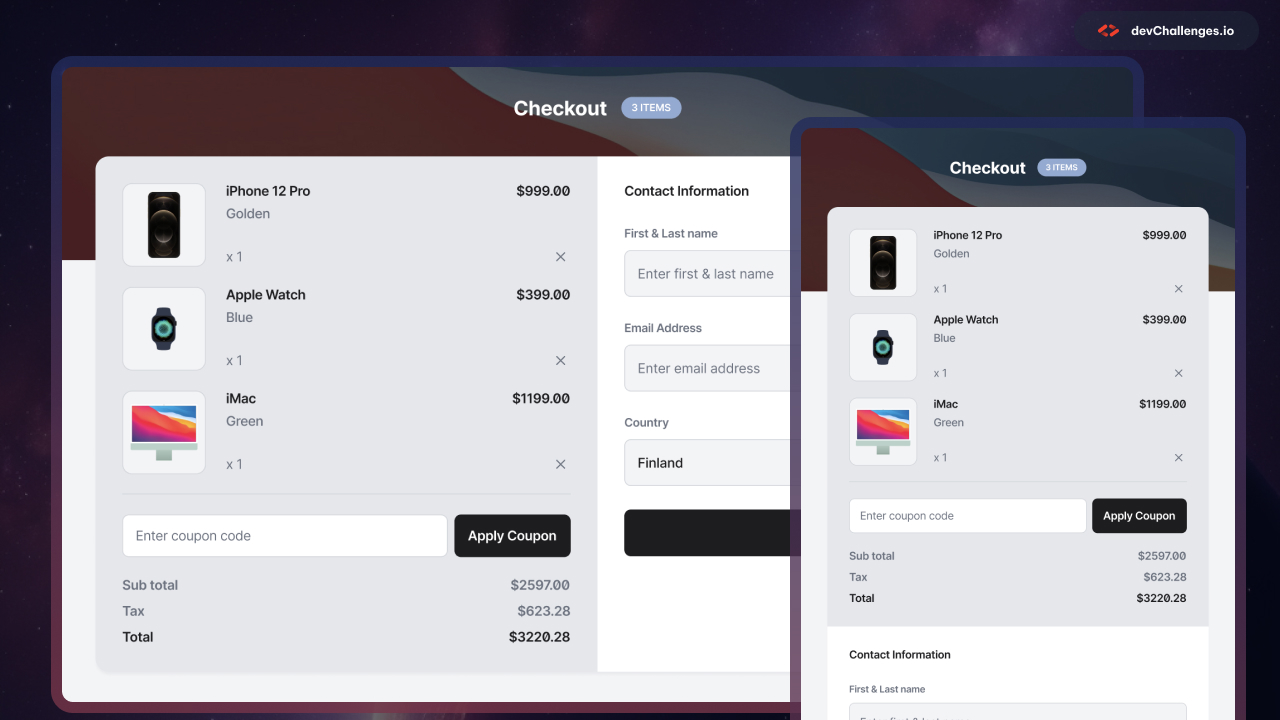 devChallenges.io
Checkout 3 ITEMS
iPhone 12 Pro $999.00
Golden
x 1
Apple Watch $399.00
Blue
x 1
iMac $1199.00
Green
x 1
Enter coupon code Apply Coupon
Sub total $2597.00
Tax $623.28
Total $3220.28
Contact Information
First & Last name
Enter first & last name
Email Address
Enter email address
Country
Finland
Checkout 3 ITEMS
iPhone 12 Pro $999.00
Golden
x 1
Apple Watch $399.00
Blue
x 1
iMac $1199.00
Green
x 1
Enter coupon code Apply Coupon
Sub total $2597.00
Tax $623.28
Total $3220.28
Contact Information
First & Last name